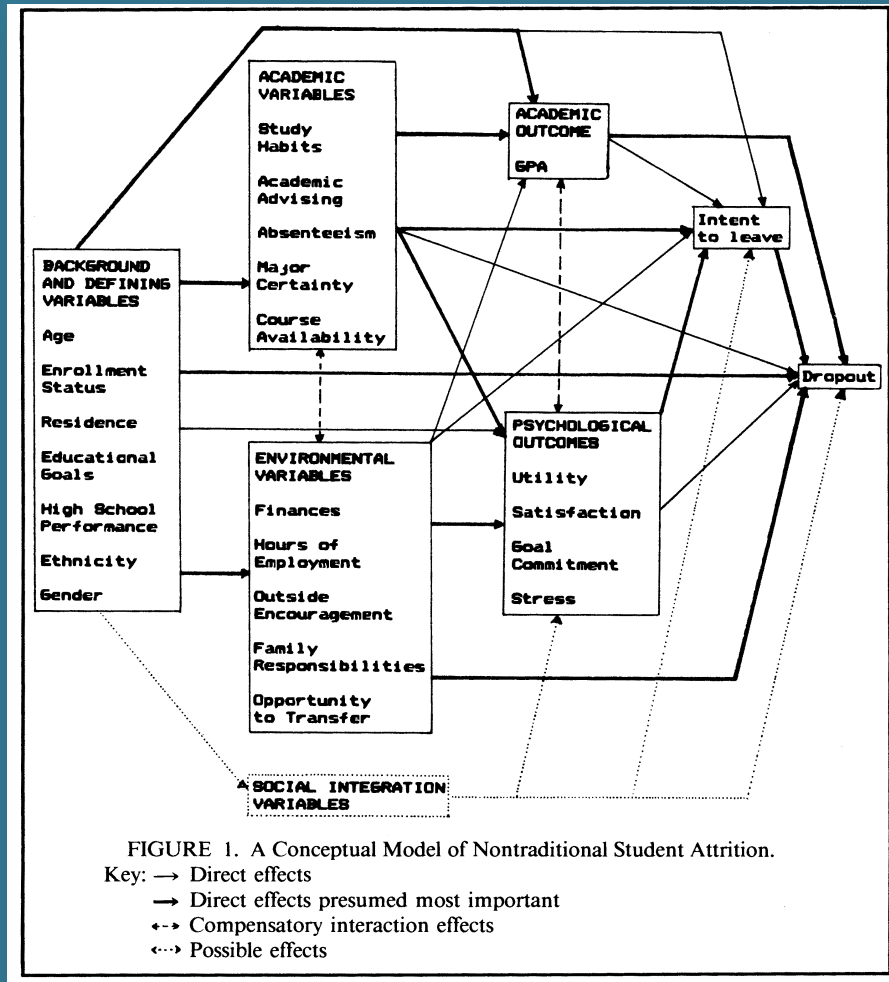 ACADEMIC
VARIABLES
Study
Habits
Academic
Advising
Absenteeism
Major
Certainty
Course
Availability
ACADEMIC
OUTCOME
GPA
Intent
to leave
BACKGROUND
AND DEFINING
VARIABLES
Age
Enrollment
Status
Residence
Educational
Goals
High School
Performance
Ethnicity
Gender
Dropout
ENVIRONMENTAL
VARIABLES
Finances
Hours of
Employment
Outside
Encouragement
Family
Responsibilities
Opportunity
to Transfer
PSYCHOLOGICAL
OUTCOMES
Utility
Satisfaction
Goal
Commitment
Stress
SOCIAL INTEGRATION
VARIABLES
FIGURE 1. A Conceptual Model of Nontraditional Student Attrition.
Key: → Direct effects
→ Direct effects presumed most important
←--→ Compensatory interaction effects
←···→ Possible effects